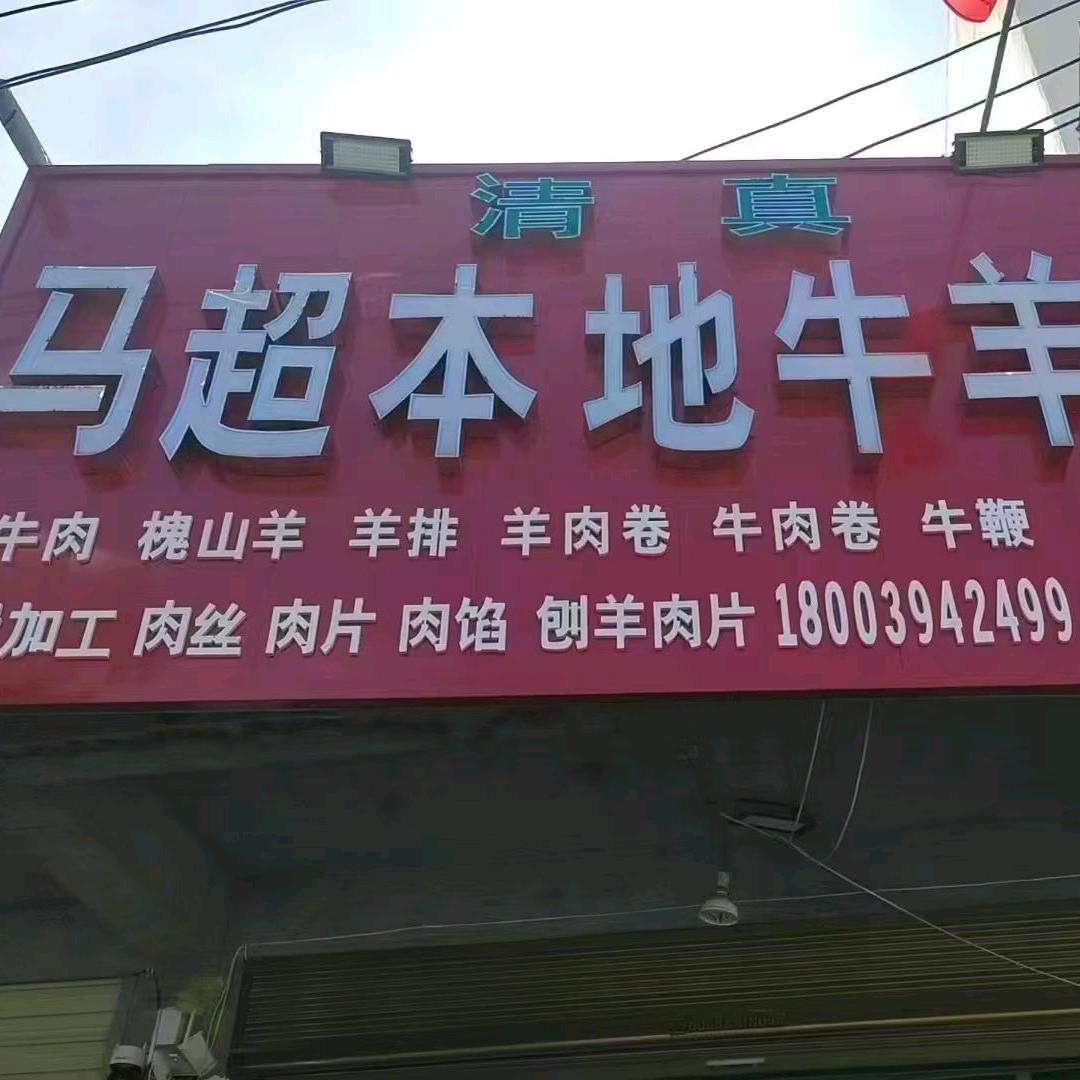 清真
马超本地牛羊
牛肉 槐山羊 羊排 羊肉卷 牛肉卷 牛鞭
加工 肉丝 肉片 肉馅 刨羊肉片 18003942499